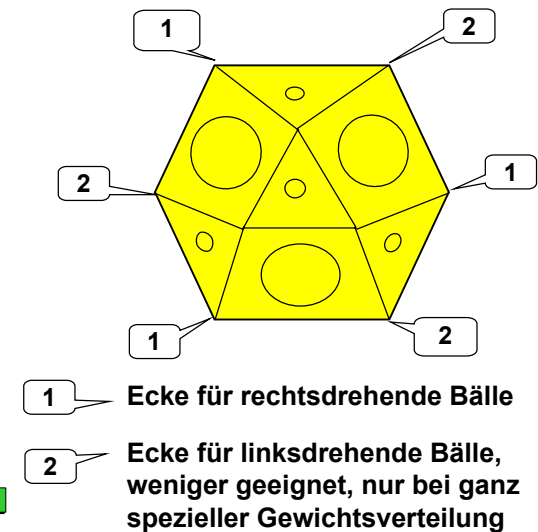 1
2
2
1
1
2
1 Ecke für rechtsdrehende Bälle
2 Ecke für linksdrehende Bälle,
weniger geeignet, nur bei ganz
spezieller Gewichtsverteilung